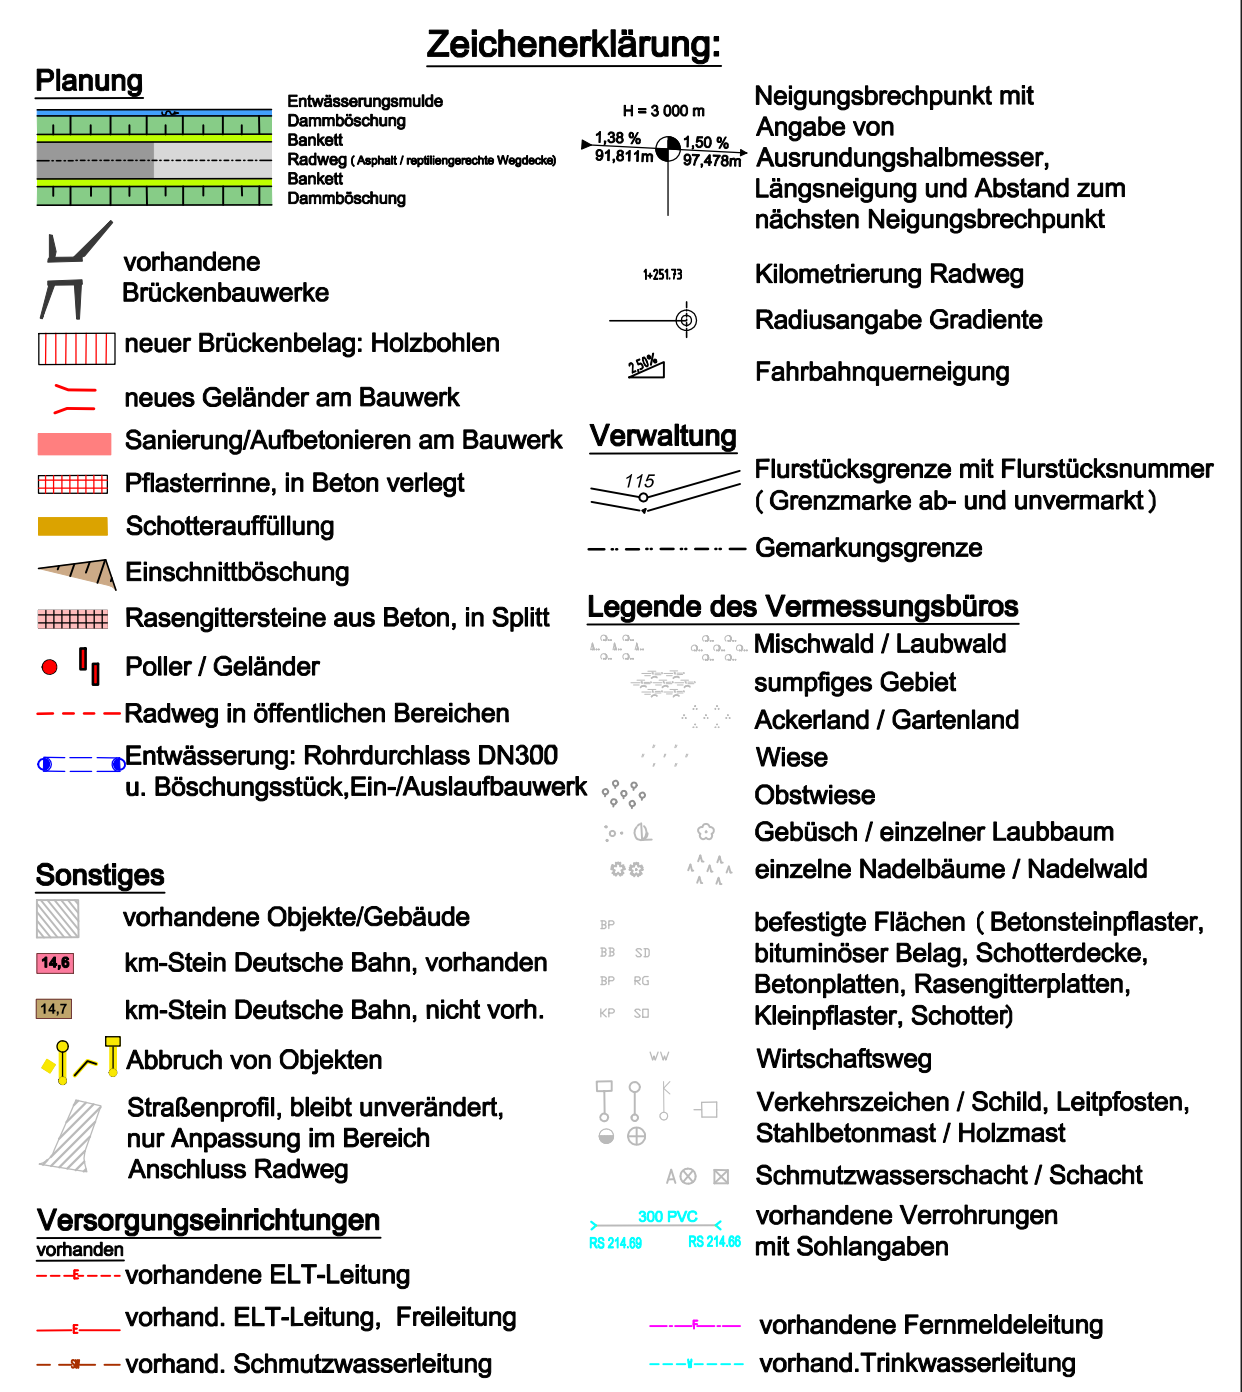 Zeichenerklärung:
Planung
Entwässerungsmulde
Dammböschung
Bankett
Radweg ( Asphalt / reptiliengerechte Wegdecke)
Bankett
Dammböschung
vorhandene
Brückenbauwerke
neuer Brückenbelag: Holzbohlen
neues Geländer am Bauwerk
Sanierung/Aufbetonieren am Bauwerk
Pflasterrinne, in Beton verlegt
Schotterauffüllung
Einschnittböschung
Rasengittersteine aus Beton, in Splitt
Poller / Geländer
Radweg in öffentlichen Bereichen
Entwässerung: Rohrdurchlass DN300
u. Böschungsstück,Ein-/Auslaufbauwerk
Sonstiges
vorhandene Objekte/Gebäude
14,6 km-Stein Deutsche Bahn, vorhanden
14,7 km-Stein Deutsche Bahn, nicht vorh.
Abbruch von Objekten
Straßenprofil, bleibt unverändert,
nur Anpassung im Bereich
Anschluss Radweg
Versorgungseinrichtungen
vorhanden
E vorhandene ELT-Leitung
E vorhand. ELT-Leitung, Freileitung
SW vorhand. Schmutzwasserleitung
H = 3 000 m
1,38 % 1,50 %
91,811m 97,478m
Neigungsbrechpunkt mit
Angabe von
Ausrundungshalbmesser,
Längsneigung und Abstand zum
nächsten Neigungsbrechpunkt
1+251.73 Kilometrierung Radweg
Radiusangabe Gradiente
2,50% Fahrbahnquerneigung
Verwaltung
115 Flurstücksgrenze mit Flurstücksnummer
( Grenzmarke ab- und unvermarkt )
Gemarkungsgrenze
Legende des Vermessungsbüros
Mischwald / Laubwald
sumpfiges Gebiet
Ackerland / Gartenland
Wiese
Obstwiese
Gebüsch / einzelner Laubbaum
einzelne Nadelbäume / Nadelwald
BP befestigte Flächen ( Betonsteinpflaster,
BB SD bituminöser Belag, Schotterdecke,
BP RG Betonplatten, Rasengitterplatten,
KP SO Kleinpflaster, Schotter)
WW Wirtschaftsweg
Verkehrszeichen / Schild, Leitpfosten,
Stahlbetonmast / Holzmast
A Schmutzwasserschacht / Schacht
300 PVC vorhandene Verrohrungen
RS 214.69 RS 214.66 mit Sohlangaben
F vorhandene Fernmeldeleitung
W vorhand.Trinkwasserleitung